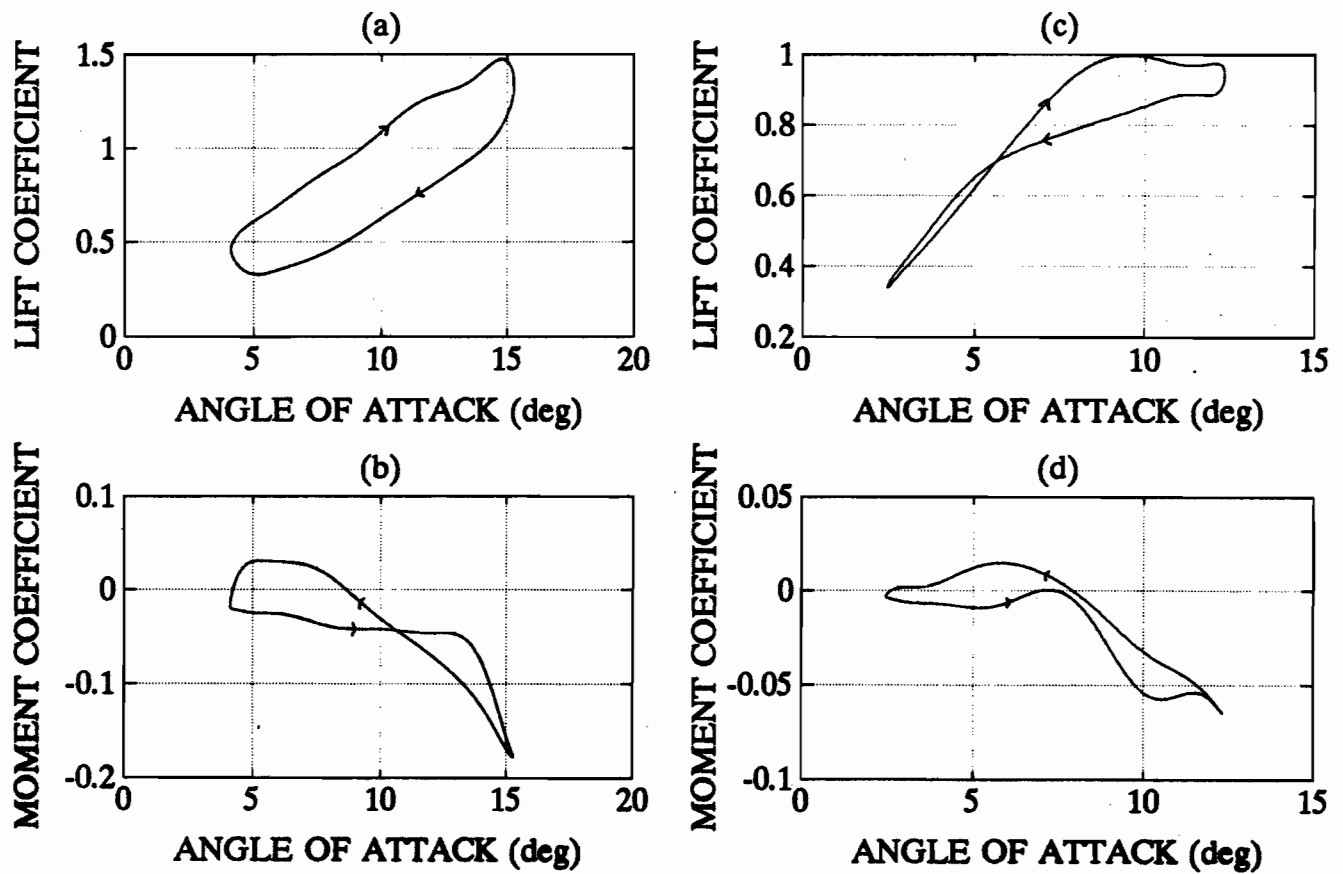 (a)
LIFT COEFFICIENT
1.5
1
0.5
0
0 5 10 15 20
ANGLE OF ATTACK (deg)
(c)
LIFT COEFFICIENT
1
0.8
0.6
0.4
0.2
0 5 10 15
ANGLE OF ATTACK (deg)
(b)
MOMENT COEFFICIENT
0.1
0
-0.1
-0.2
0 5 10 15 20
ANGLE OF ATTACK (deg)
(d)
MOMENT COEFFICIENT
0.05
0
-0.05
-0.1
0 5 10 15
ANGLE OF ATTACK (deg)